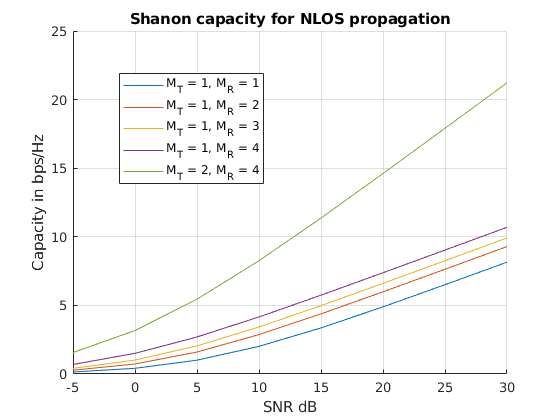 Shanon capacity for NLOS propagation
25
20
15
10
5
0
Capacity in bps/Hz
M_T = 1, M_R = 1
M_T = 1, M_R = 2
M_T = 1, M_R = 3
M_T = 1, M_R = 4
M_T = 2, M_R = 4
-5 0 5 10 15 20 25 30
SNR dB